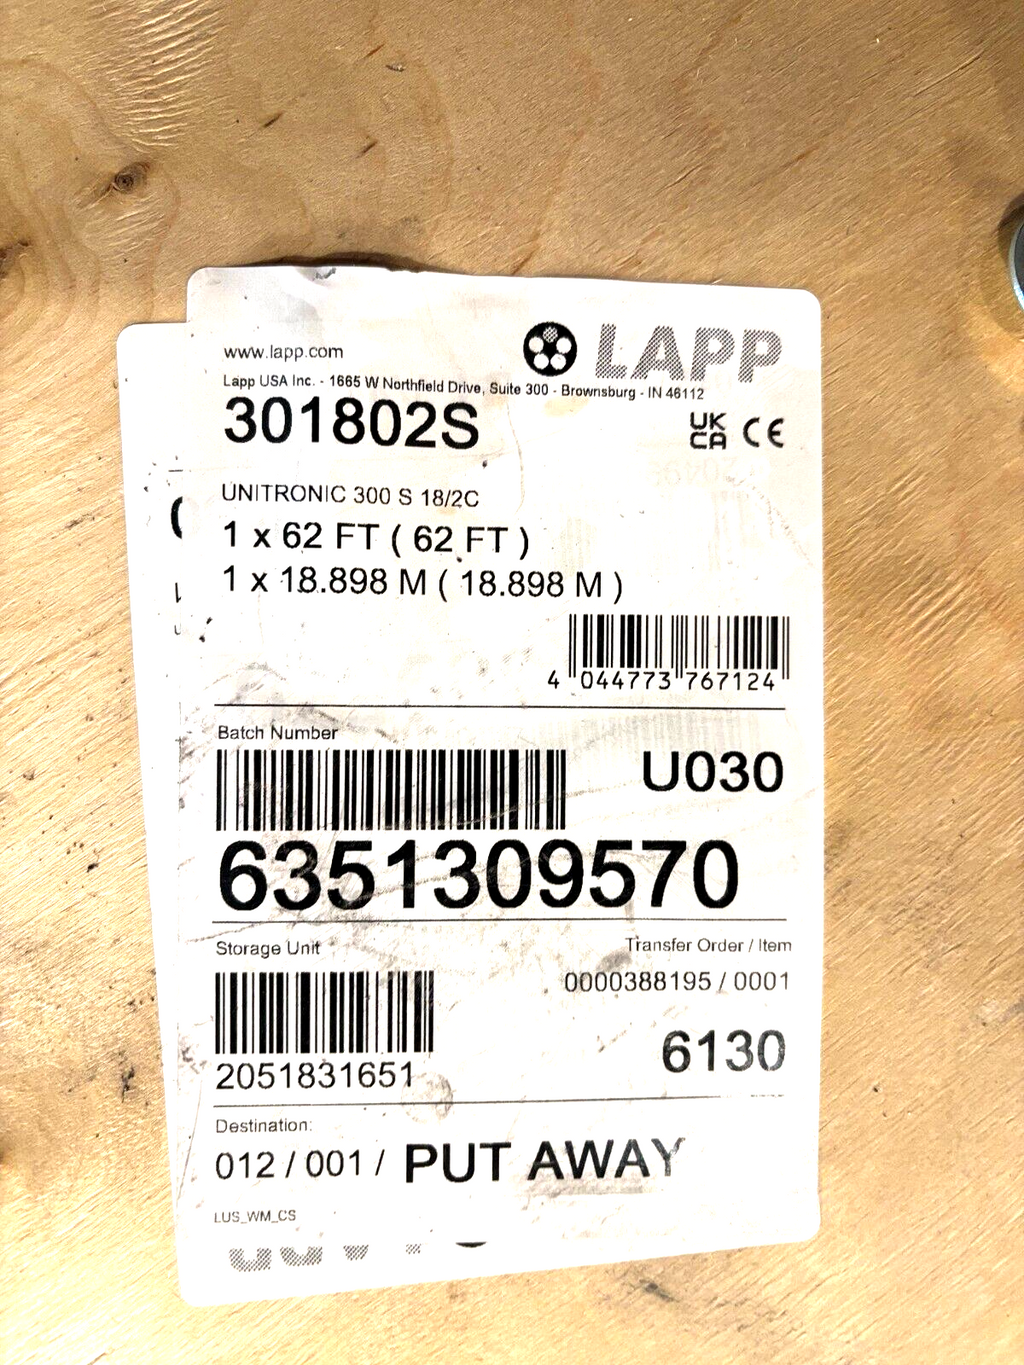 www.lapp.com
LAPP
Lapp USA Inc. - 1665 W Northfield Drive, Suite 300 - Brownsburg - IN 46112
301802S
UK CA CE
UNITRONIC 300 S 18/2C
1 x 62 FT ( 62 FT )
1 x 18.898 M ( 18.898 M )
4 044773 767124
Batch Number
U030
6351309570
Storage Unit
Transfer Order / Item
0000388195 / 0001
6130
2051831651
Destination:
012 / 001 / PUT AWAY
LUS_WM_CS